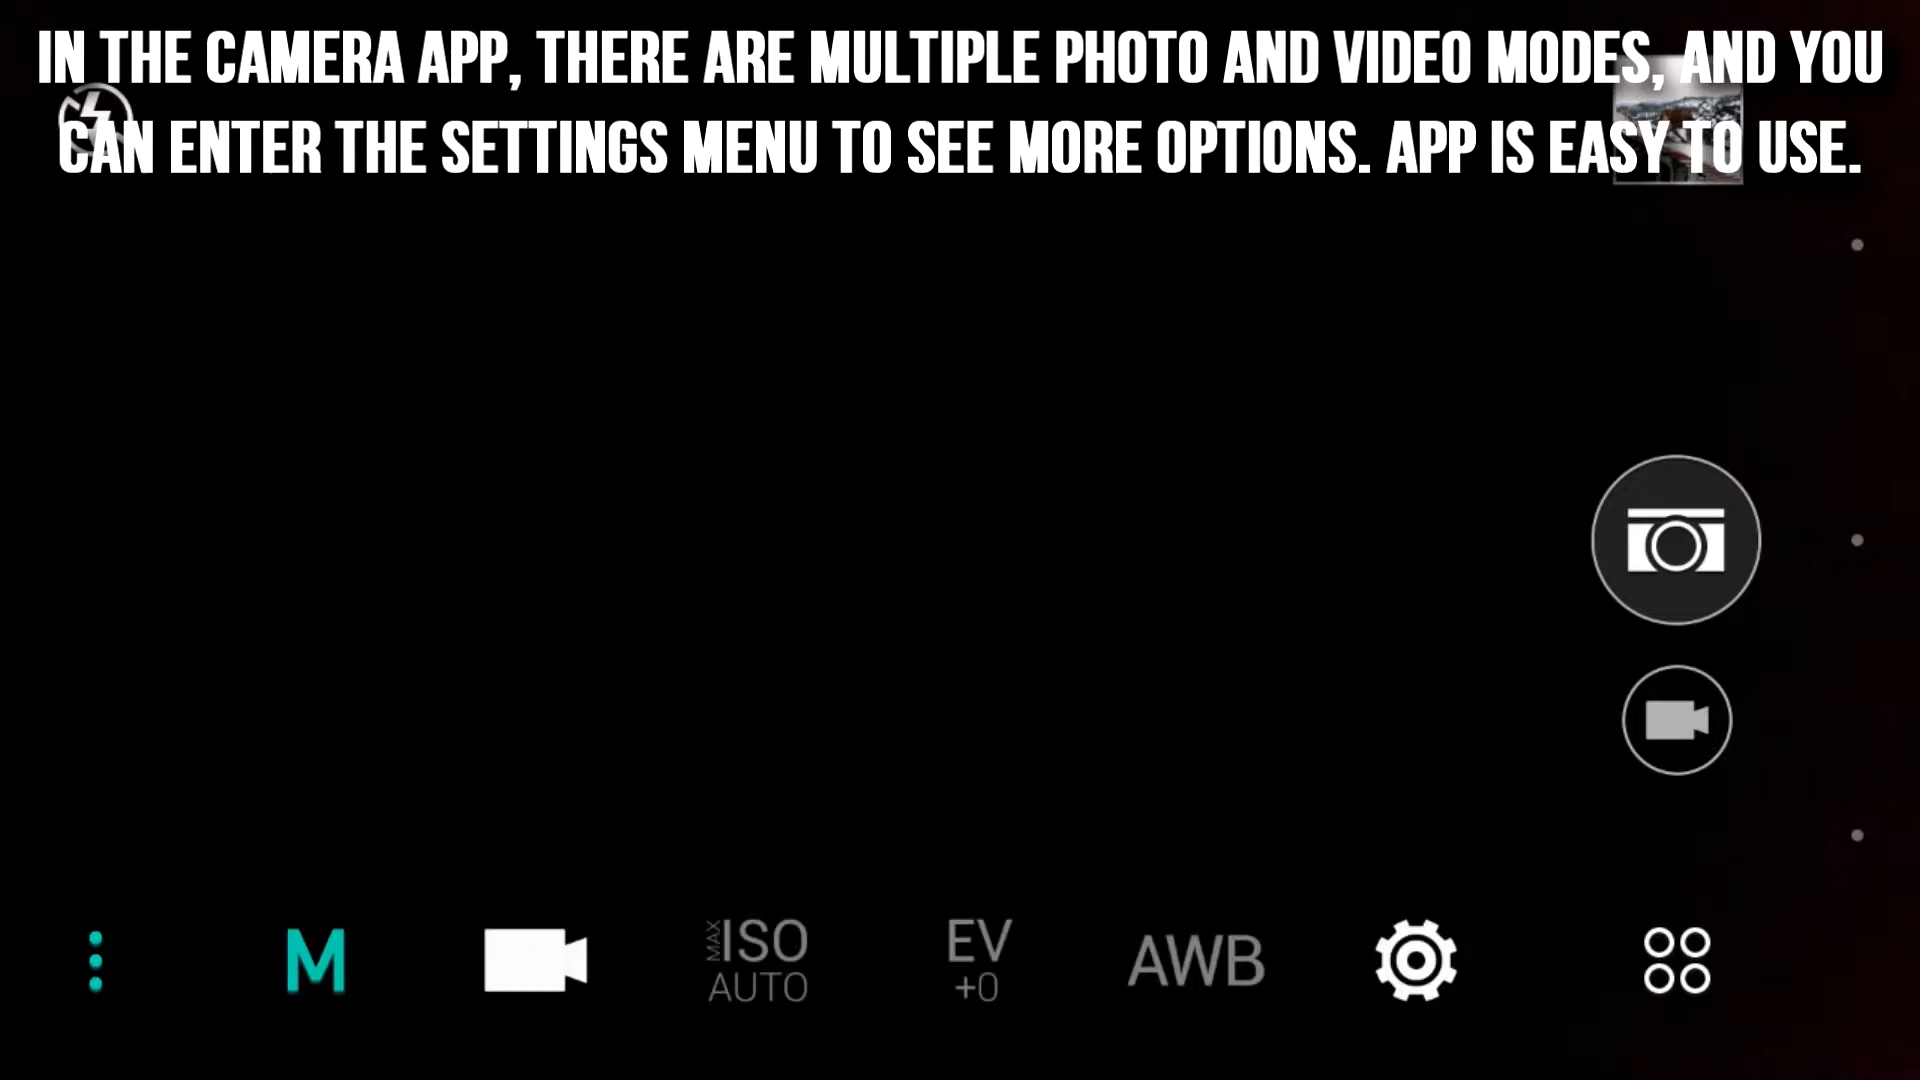 IN THE CAMERA APP, THERE ARE MULTIPLE PHOTO AND VIDEO MODES, AND YOU
CAN ENTER THE SETTINGS MENU TO SEE MORE OPTIONS. APP IS EASY TO USE.
M
MAX ISO
AUTO
EV
+0
AWB